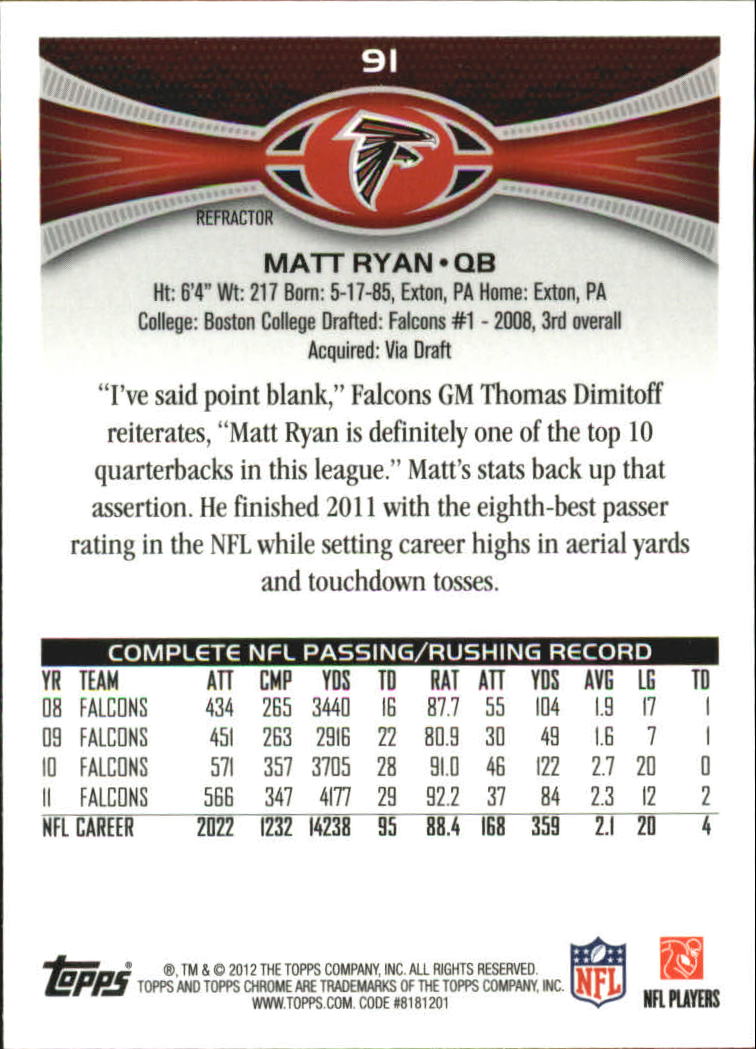 91
REFRACTOR
MATT RYAN • QB
Ht: 6'4" Wt: 217 Born: 5-17-85, Exton, PA Home: Exton, PA
College: Boston College Drafted: Falcons #1 - 2008, 3rd overall
Acquired: Via Draft
“I've said point blank,” Falcons GM Thomas Dimitoff
reiterates, “Matt Ryan is definitely one of the top 10
quarterbacks in this league.” Matt's stats back up that
assertion. He finished 2011 with the eighth-best passer
rating in the NFL while setting career highs in aerial yards
and touchdown tosses.
COMPLETE NFL PASSING/RUSHING RECORD
YR TEAM ATT CMP YDS TD RAT ATT YDS AVG LG TD
08 FALCONS 434 265 3440 16 87.7 55 104 1.9 17 1
09 FALCONS 451 263 2916 22 80.9 30 49 1.6 7 1
10 FALCONS 571 357 3705 28 91.0 46 122 2.7 20 0
11 FALCONS 566 347 4177 29 92.2 37 84 2.3 12 2
NFL CAREER 2022 1232 14238 95 88.4 168 359 2.1 20 4
Topps®
®, TM & © 2012 THE TOPPS COMPANY, INC. ALL RIGHTS RESERVED.
TOPPS AND TOPPS CHROME ARE TRADEMARKS OF THE TOPPS COMPANY, INC.
WWW.TOPPS.COM. CODE #8181201
NFL
NFL PLAYERS